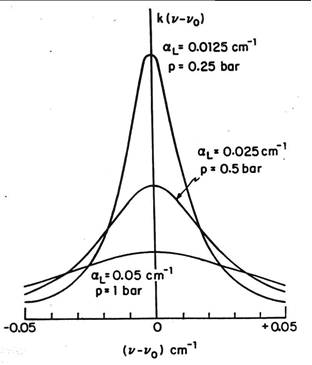 k(ν-ν₀)
α_L = 0.0125 cm⁻¹
p = 0.25 bar
α_L = 0.025 cm⁻¹
p = 0.5 bar
α_L = 0.05 cm⁻¹
p = 1 bar
-0.05 0 +0.05
(ν-ν₀) cm⁻¹